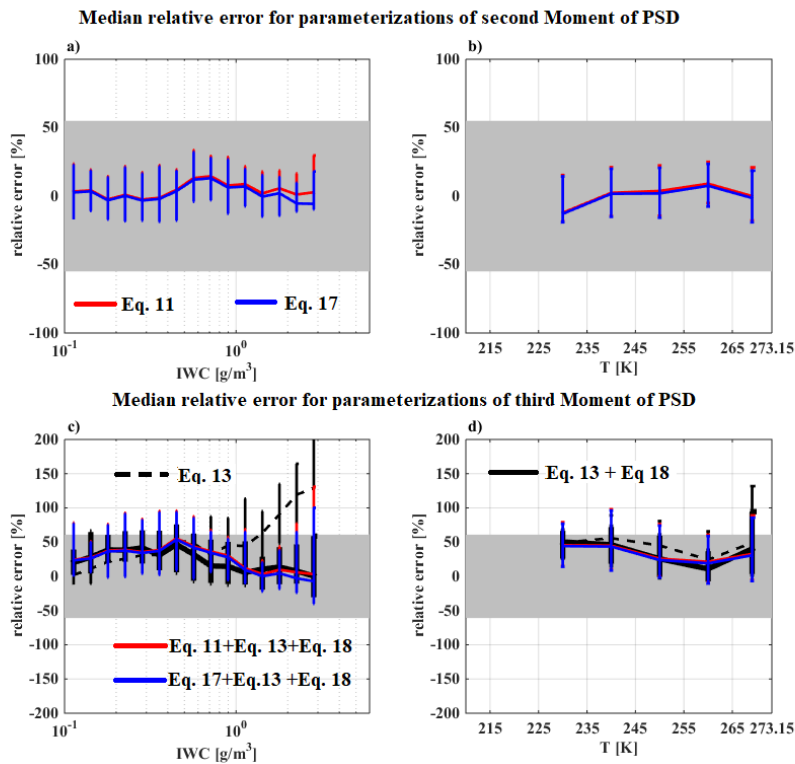 Median relative error for parameterizations of second Moment of PSD
a)
b)
100
50
0
-50
-100
relative error [%]
Eq. 11
Eq. 17
10^-1
10^0
IWC [g/m^3]
100
50
0
-50
-100
relative error [%]
215
225
235
245
255
265
273.15
T [K]
Median relative error for parameterizations of third Moment of PSD
c)
d)
200
150
100
50
0
-50
-100
-150
-200
relative error [%]
Eq. 13
Eq. 11+Eq.13+Eq. 18
Eq. 17+Eq.13 +Eq. 18
10^-1
10^0
IWC [g/m^3]
200
150
100
50
0
-50
-100
-150
-200
relative error [%]
Eq. 13 + Eq 18
215
225
235
245
255
265
273.15
T [K]